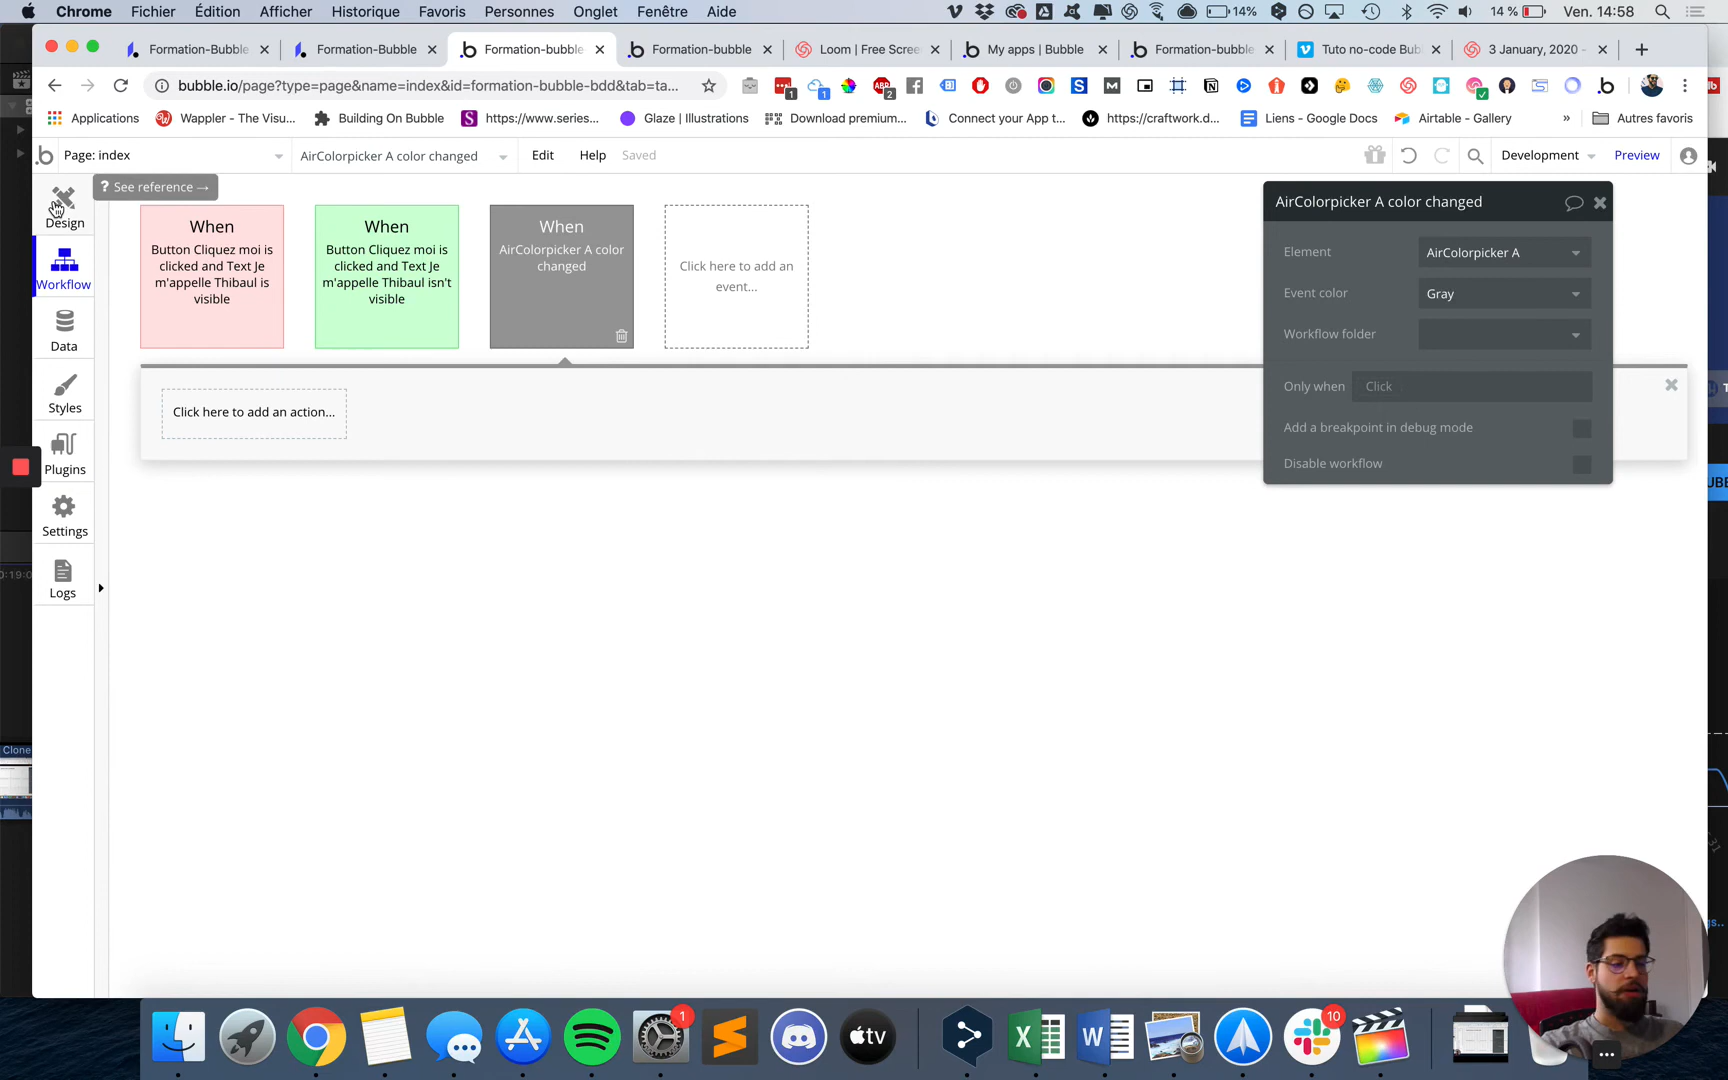 Chrome Fichier Édition Afficher Historique Favoris Personnes Onglet Fenêtre Aide 14% 14 % Ven. 14:58
Formation-Bubble Formation-Bubble Formation-bubble Formation-bubble Loom | Free Scree My apps | Bubble Formation-bubble Tuto no-code Bub 3 January, 2020 -
bubble.io/page?type=page&name=index&id=formation-bubble-bdd&tab=ta...
Applications Wappler - The Visu... Building On Bubble https://www.series... Glaze | Illustrations Download premium... Connect your App t... https://craftwork.d... Liens - Google Docs Airtable - Gallery » Autres favoris
Page: index AirColorpicker A color changed Edit Help Saved Development Preview
? See reference →
Design
Workflow
Data
Styles
Plugins
Settings
Logs
When
Button Cliquez moi is
clicked and Text Je
m'appelle Thibaul is
visible
When
Button Cliquez moi is
clicked and Text Je
m'appelle Thibaul isn't
visible
When
AirColorpicker A color
changed
Click here to add an
event...
Click here to add an action...
AirColorpicker A color changed
Element AirColorpicker A
Event color Gray
Workflow folder
Only when Click
Add a breakpoint in debug mode
Disable workflow
0:19:0
Clone
UBE
1
10